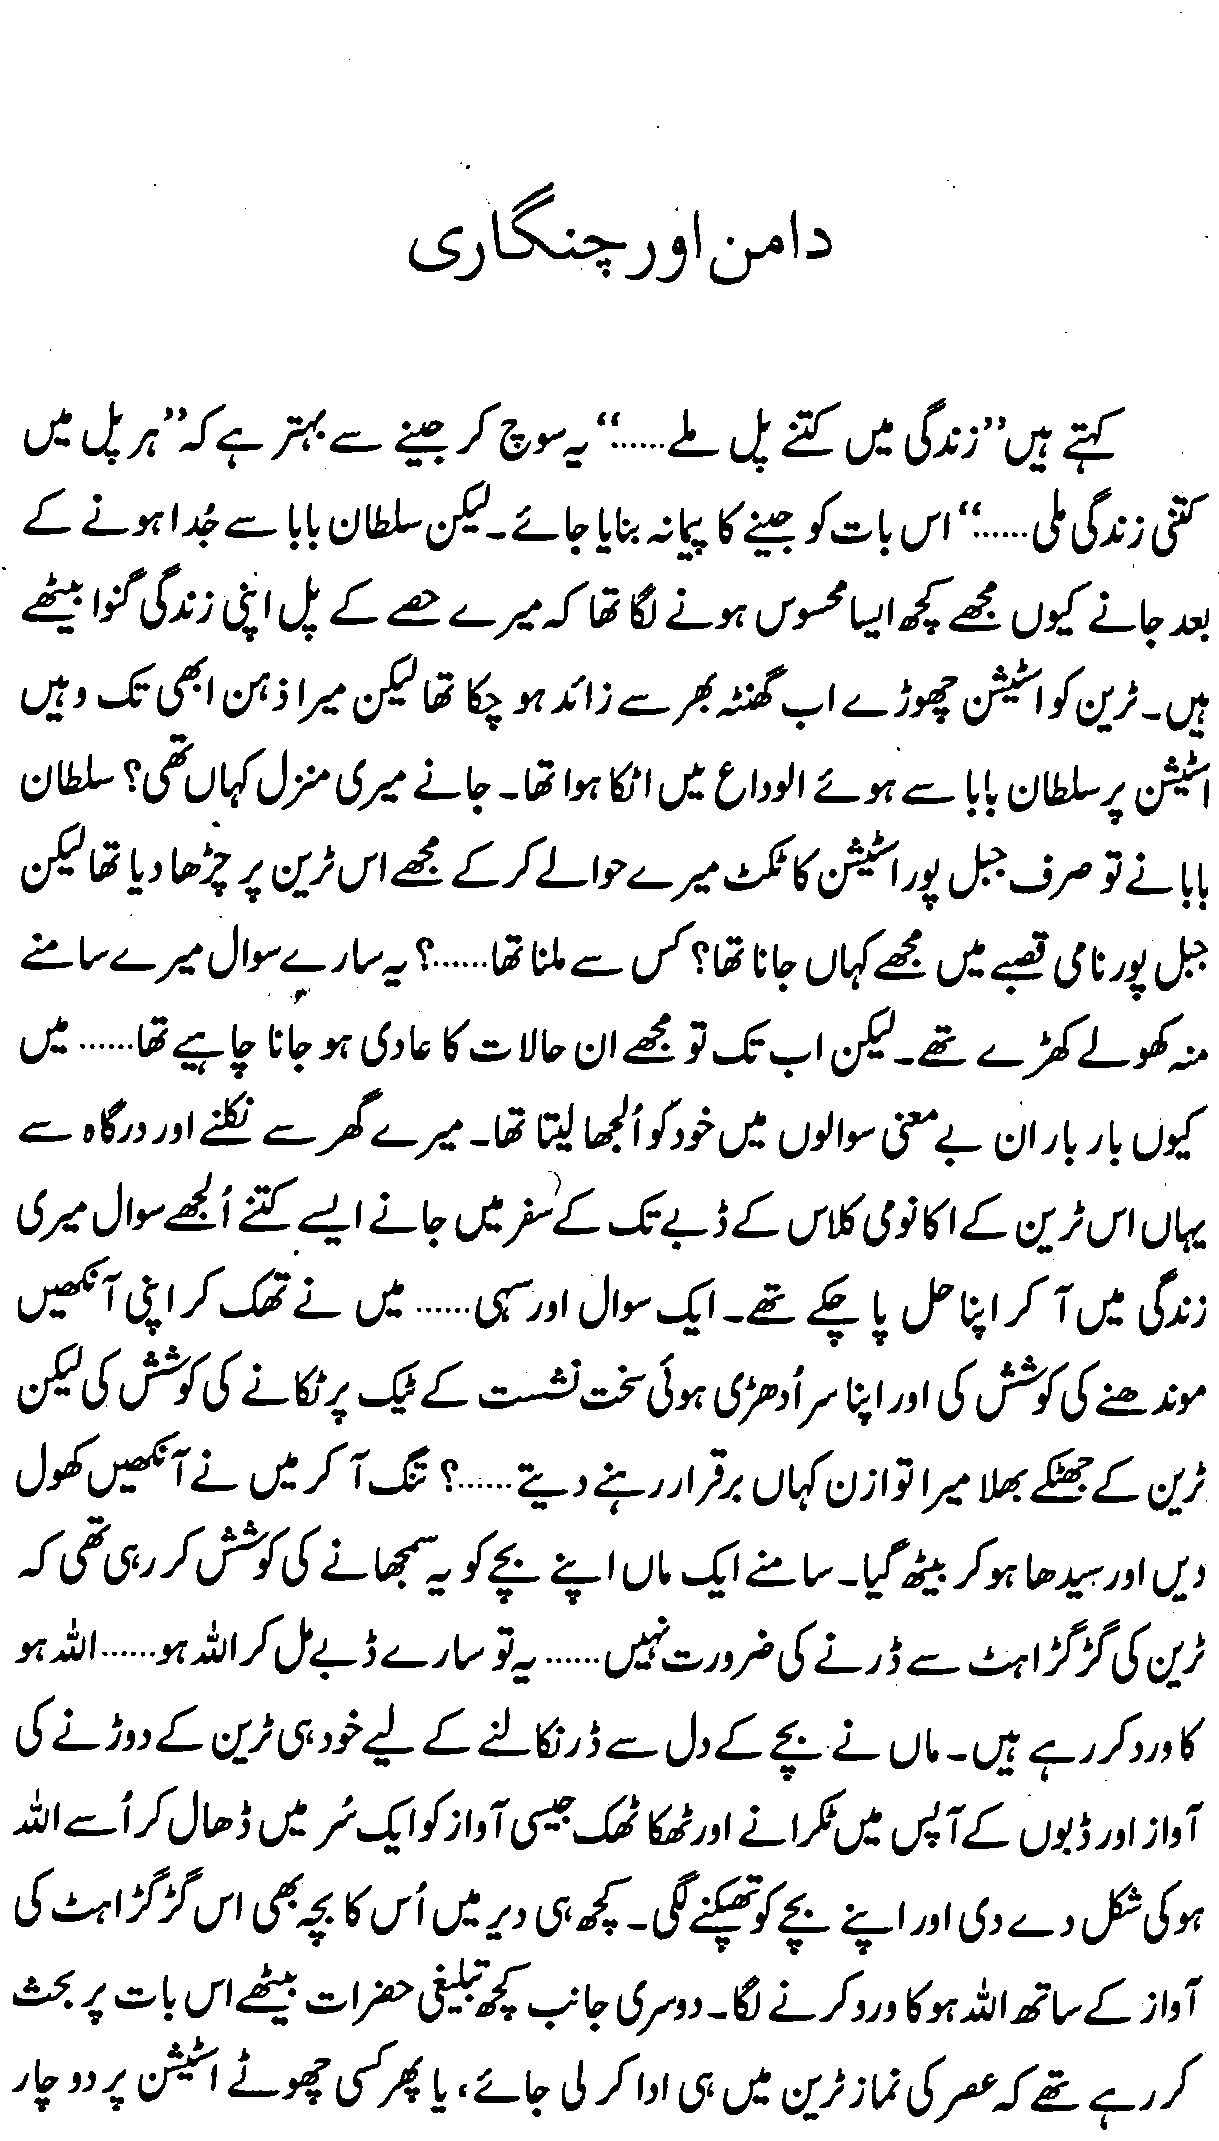 دامن اور چنگاری
کہتے ہیں ”زندگی میں کتنے پل ملے......“ یہ سوچ کر جینے سے بہتر ہے کہ ”ہر پل میں
کتنی زندگی ملی......“ اس بات کو جینے کا پیمانہ بنایا جائے۔ لیکن سلطان بابا سے جُدا ہونے کے
بعد جانے کیوں مجھے کچھ ایسا محسوس ہونے لگا تھا کہ میرے حصے کے پل اپنی زندگی گنوا بیٹھے
ہیں۔ ٹرین کو اسٹیشن چھوڑے اب گھنٹہ بھر سے زائد ہو چکا تھا لیکن میرا ذہن ابھی تک وہیں
اسٹیشن پر سلطان بابا سے ہوئے الوداع میں اٹکا ہوا تھا۔ جانے میری منزل کہاں تھی؟ سلطان
بابا نے تو صرف جبل پور اسٹیشن کا ٹکٹ میرے حوالے کر کے مجھے اس ٹرین پر چڑھا دیا تھا لیکن
جبل پور نامی قصبے میں مجھے کہاں جانا تھا؟ کس سے ملنا تھا......؟ یہ سارے سوال میرے سامنے
منہ کھولے کھڑے تھے۔ لیکن اب تک تو مجھے ان حالات کا عادی ہو جانا چاہیے تھا...... میں
کیوں بار بار ان بے معنی سوالوں میں خود کو اُلجھا لیتا تھا۔ میرے گھر سے نکلنے اور درگاہ سے
یہاں اس ٹرین کے اکانومی کلاس کے ڈبے تک کے سفر میں جانے ایسے کتنے اُلجھے سوال میری
زندگی میں آ کر اپنا حل پا چکے تھے۔ ایک سوال اور سہی...... میں نے تھک کر اپنی آنکھیں
موندھنے کی کوشش کی اور اپنا سر اُدھڑی ہوئی سخت نشست کے ٹیک پر ٹکانے کی کوشش کی لیکن
ٹرین کے جھٹکے بھلا میرا توازن کہاں برقرار رہنے دیتے......؟ تنگ آ کر میں نے آنکھیں کھول
دیں اور سیدھا ہو کر بیٹھ گیا۔ سامنے ایک ماں اپنے بچے کو یہ سمجھانے کی کوشش کر رہی تھی کہ
ٹرین کی گڑگڑاہٹ سے ڈرنے کی ضرورت نہیں...... یہ تو سارے ڈبے مل کر اللہ ہو...... اللہ ہو
کا ورد کر رہے ہیں۔ ماں نے بچے کے دل سے ڈر نکالنے کے لیے خود ہی ٹرین کے دوڑنے کی
آواز اور ڈبوں کے آپس میں ٹکرانے اور ٹھکا ٹھک جیسی آواز کو ایک سُر میں ڈھال کر اُسے اللہ
ہو کی شکل دے دی اور اپنے بچے کو تھپکنے لگی۔ کچھ ہی دیر میں اُس کا بچہ بھی اس گڑگڑاہٹ کی
آواز کے ساتھ اللہ ہو کا ورد کرنے لگا۔ دوسری جانب کچھ تبلیغی حضرات بیٹھے اس بات پر بحث
کر رہے تھے کہ عصر کی نماز ٹرین میں ہی ادا کر لی جائے، یا پھر کسی چھوٹے اسٹیشن پر دو چار